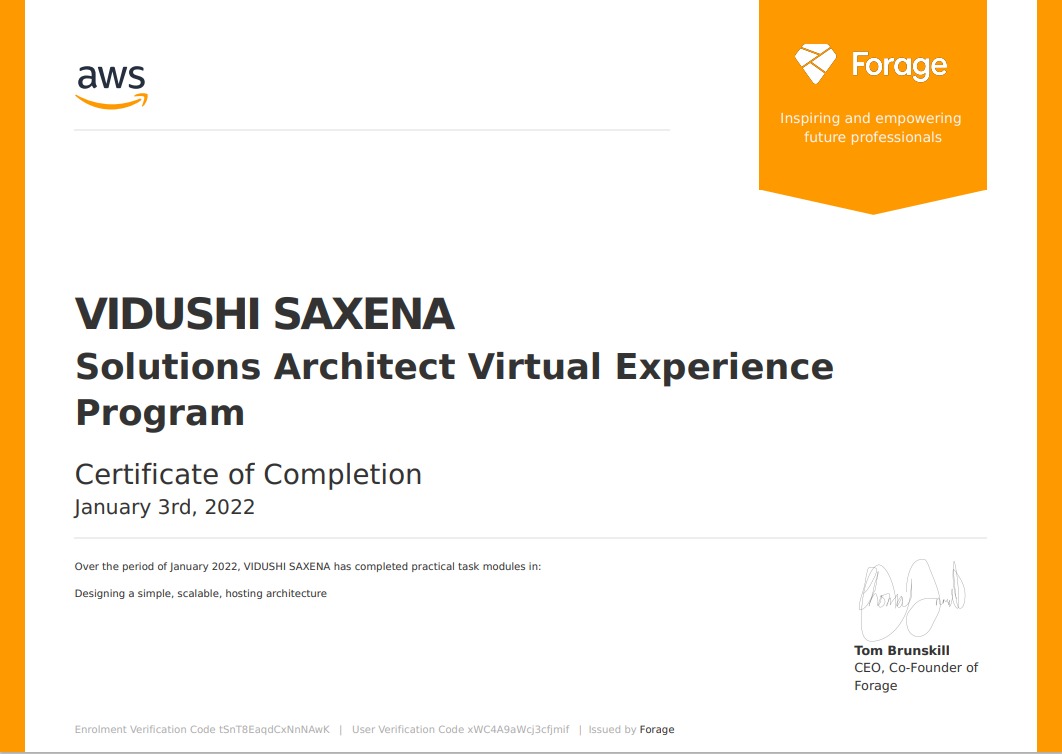 aws
Forage
Inspiring and empowering
future professionals
VIDUSHI SAXENA
Solutions Architect Virtual Experience
Program
Certificate of Completion
January 3rd, 2022
Over the period of January 2022, VIDUSHI SAXENA has completed practical task modules in:
Designing a simple, scalable, hosting architecture
Tom Brunskill
CEO, Co-Founder of
Forage
Enrolment Verification Code tSnT8EaqdCxNnNAwK | User Verification Code xWC4A9aWcj3cfjmif | Issued by Forage